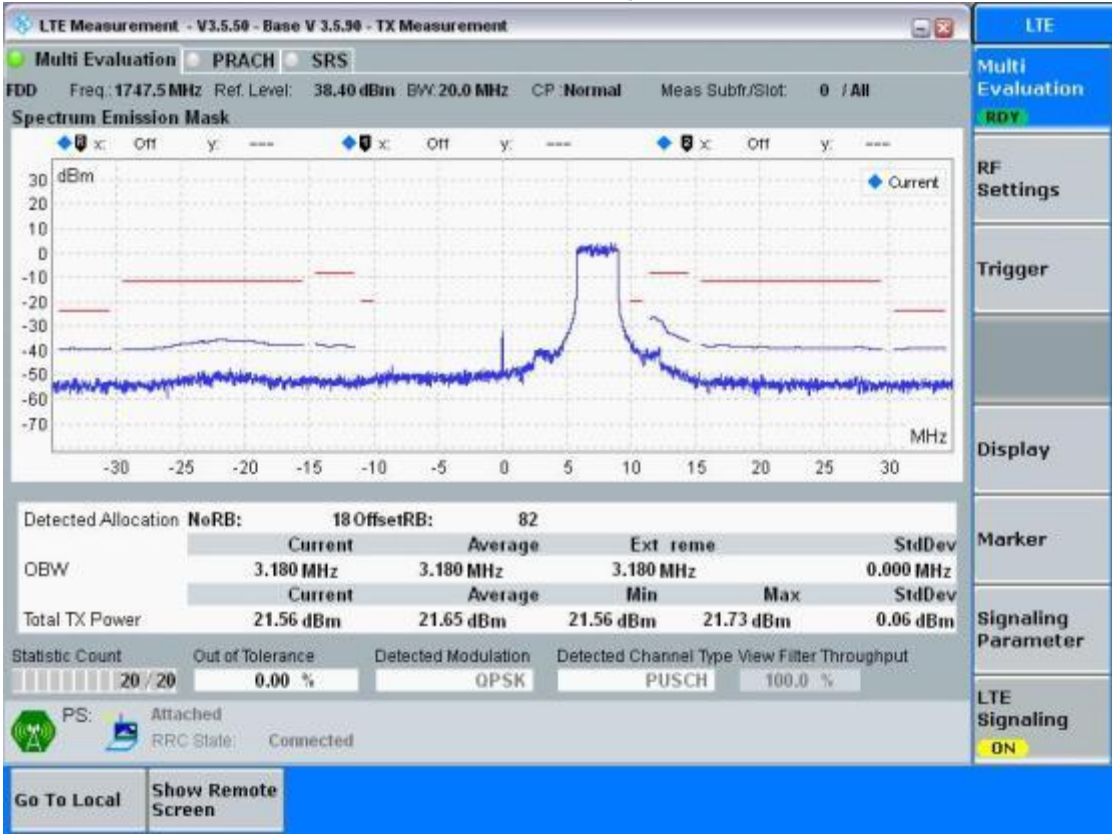 LTE Measurement - V3.5.50 - Base V 3.5.90 - TX Measurement
LTE
Multi Evaluation PRACH SRS
Multi Evaluation
RDY
FDD Freq.: 1747.5 MHz Ref. Level: 38.40 dBm BW: 20.0 MHz CP :Normal Meas Subfr./Slot: 0 / All
Spectrum Emission Mask
x: Off y: --- x: Off y: --- x: Off y: ---
dBm
Current
30
20
10
0
-10
-20
-30
-40
-50
-60
-70
MHz
-30 -25 -20 -15 -10 -5 0 5 10 15 20 25 30
RF Settings
Trigger
Display
Marker
Signaling Parameter
LTE Signaling
ON
Detected Allocation NoRB: 18 OffsetRB: 82
Current Average Ext reme StdDev
OBW 3.180 MHz 3.180 MHz 3.180 MHz 0.000 MHz
Current Average Min Max StdDev
Total TX Power 21.56 dBm 21.65 dBm 21.56 dBm 21.73 dBm 0.06 dBm
Statistic Count Out of Tolerance Detected Modulation Detected Channel Type View Filter Throughput
20 / 20 0.00 % QPSK PUSCH 100.0 %
PS: Attached
RRC State: Connected
Go To Local
Show Remote Screen